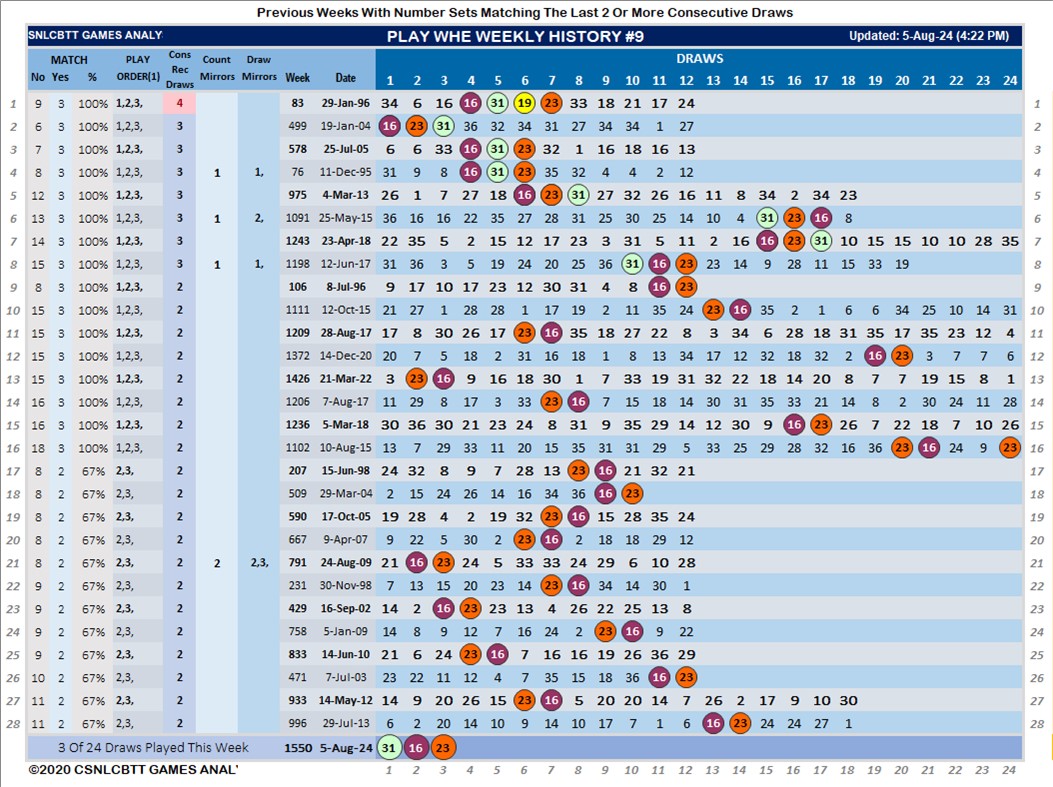 Previous Weeks With Number Sets Matching The Last 2 Or More Consecutive Draws
SNLCBTT GAMES ANALY PLAY WHE WEEKLY HISTORY #9 Updated: 5-Aug-24 (4:22 PM)
MATCH PLAY Cons Count Draw DRAWS
No Yes % ORDER(1) Rec Draws Mirrors Mirrors Week Date 1 2 3 4 5 6 7 8 9 10 11 12 13 14 15 16 17 18 19 20 21 22 23 24
1 9 3 100% 1,2,3, 4 83 29-Jan-96 34 6 16 16 31 19 23 33 18 21 17 24 1
2 6 3 100% 1,2,3, 3 499 19-Jan-04 16 23 31 36 32 34 31 27 34 34 1 27 2
3 7 3 100% 1,2,3, 3 578 25-Jul-05 6 6 33 16 31 23 32 1 16 18 16 13 3
4 8 3 100% 1,2,3, 3 1 1, 76 11-Dec-95 31 9 8 16 31 23 35 32 4 4 2 12 4
5 12 3 100% 1,2,3, 3 975 4-Mar-13 26 1 7 27 18 16 23 31 27 32 26 16 13 11 8 34 2 34 23 5
6 13 3 100% 1,2,3, 3 1 2, 1091 25-May-15 36 16 16 22 35 27 28 31 25 30 25 14 10 4 31 23 16 8 6
7 14 3 100% 1,2,3, 3 1243 23-Apr-18 22 35 5 2 15 12 17 23 3 31 5 11 2 14 16 23 31 10 15 15 10 10 28 35 7
8 15 3 100% 1,2,3, 3 1 1, 1198 12-Jun-17 31 36 3 5 19 24 20 25 36 31 16 23 23 14 9 28 11 15 33 19 8
9 8 3 100% 1,2,3, 2 106 8-Jul-96 9 17 10 17 23 12 30 31 4 8 16 23 9
10 15 3 100% 1,2,3, 2 1111 12-Oct-15 21 27 1 28 28 1 17 19 2 11 35 24 23 16 35 2 1 6 6 34 25 10 14 31 10
11 15 3 100% 1,2,3, 2 1209 28-Aug-17 17 8 30 26 17 23 16 35 18 27 22 8 3 34 6 28 18 31 35 17 35 23 12 4 11
12 15 3 100% 1,2,3, 2 1372 14-Dec-20 20 7 5 18 2 31 16 18 1 8 13 34 17 12 32 18 32 2 16 23 3 7 7 6 12
13 15 3 100% 1,2,3, 2 1426 21-Mar-22 3 23 16 9 16 18 30 1 7 33 19 31 32 22 18 14 20 8 7 7 19 15 8 1 13
14 16 3 100% 1,2,3, 2 1206 7-Aug-17 11 29 8 17 3 33 23 16 7 15 18 14 30 31 35 33 21 14 8 2 30 24 11 28 14
15 16 3 100% 1,2,3, 2 1236 5-Mar-18 30 36 30 21 23 24 8 31 9 35 29 14 12 30 9 16 23 26 7 22 18 7 10 26 15
16 18 3 100% 1,2,3, 2 1102 10-Aug-15 13 7 29 33 11 20 15 35 31 31 29 5 33 25 29 28 32 16 36 23 21 24 9 23 16
17 8 2 67% 2,3, 2 207 15-Jun-98 24 32 8 9 7 28 13 23 16 21 32 21 17
18 8 2 67% 2,3, 2 509 29-Mar-04 2 15 24 26 14 16 34 36 16 23 18
19 8 2 67% 2,3, 2 590 17-Oct-05 19 28 4 2 19 32 23 16 15 28 35 24 19
20 8 2 67% 2,3, 2 667 9-Apr-07 9 22 5 30 2 23 16 2 18 18 29 12 20
21 8 2 67% 2,3, 2 2 2,3, 791 24-Aug-09 21 16 23 24 5 33 33 24 29 6 10 28 21
22 9 2 67% 2,3, 2 231 30-Nov-98 7 13 15 20 23 14 23 16 34 14 30 1 22
23 9 2 67% 2,3, 2 429 16-Sep-02 14 2 16 23 23 13 4 26 22 25 13 8 23
24 9 2 67% 2,3, 2 758 5-Jan-09 14 8 9 12 7 16 24 2 23 16 9 22 24
25 9 2 67% 2,3, 2 833 14-Jun-10 21 6 24 23 16 7 16 16 19 26 36 29 25
26 10 2 67% 2,3, 2 471 7-Jul-03 23 22 11 12 4 7 35 15 18 36 16 23 26
27 11 2 67% 2,3, 2 933 14-May-12 14 9 20 26 15 23 16 5 20 20 14 7 26 2 17 9 10 30 27
28 11 2 67% 2,3, 2 996 29-Jul-13 6 2 20 14 10 9 14 10 17 7 1 6 16 23 24 24 27 1 28
3 Of 24 Draws Played This Week 1550 5-Aug-24 31 16 23
©2020 CSNLCBTT GAMES ANAL' 1 2 3 4 5 6 7 8 9 10 11 12 13 14 15 16 17 18 19 20 21 22 23 24